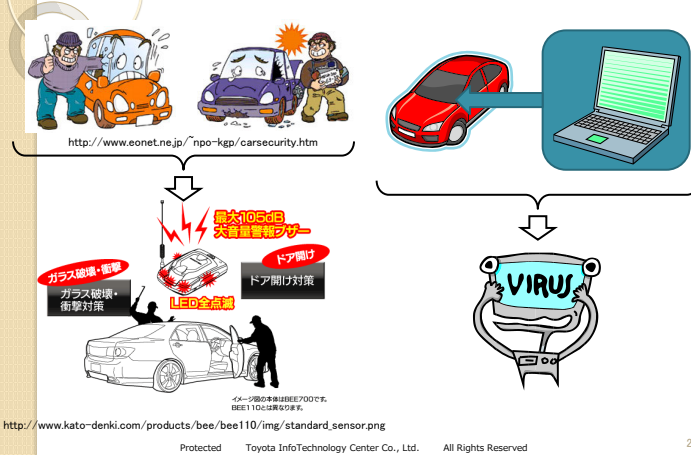 http://www.eonet.ne.jp/~npo-kgp/carsecurity.htm
最大105dB
大音量警報ブザー
ガラス破壊・衝撃
ガラス破壊・
衝撃対策
ドア開け
ドア開け対策
LED全点滅
イメージ図の本体はBEE700です。
BEE110とは異なります。
http://www.kato-denki.com/products/bee/bee110/img/standard_sensor.png
VIRUS
Protected Toyota InfoTechnology Center Co., Ltd. All Rights Reserved
2